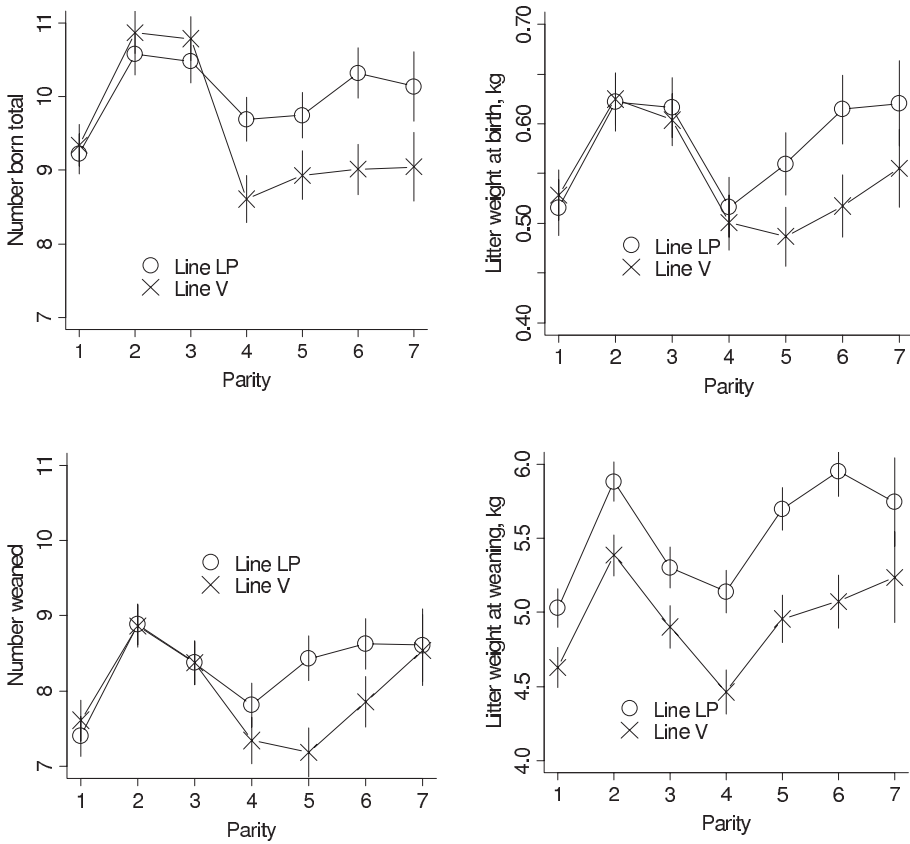 Number born total
11
10
9
8
7
Line LP
Line V
1 2 3 4 5 6 7
Parity
Litter weight at birth, kg
0.70
0.60
0.50
0.40
Line LP
Line V
1 2 3 4 5 6 7
Parity
Number weaned
11
10
9
8
7
Line LP
Line V
1 2 3 4 5 6 7
Parity
Litter weight at weaning, kg
6.0
5.5
5.0
4.5
4.0
Line LP
Line V
1 2 3 4 5 6 7
Parity